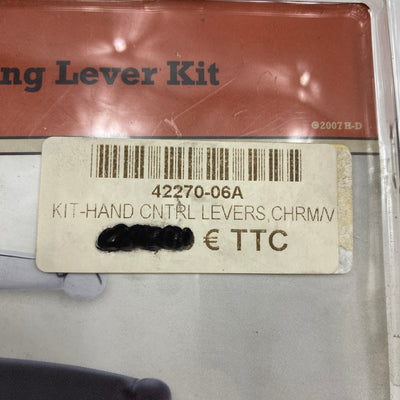 ng Lever Kit
©2007 H-D
42270-06A
KIT-HAND CNTRL LEVERS,CHRM/V
€ TTC